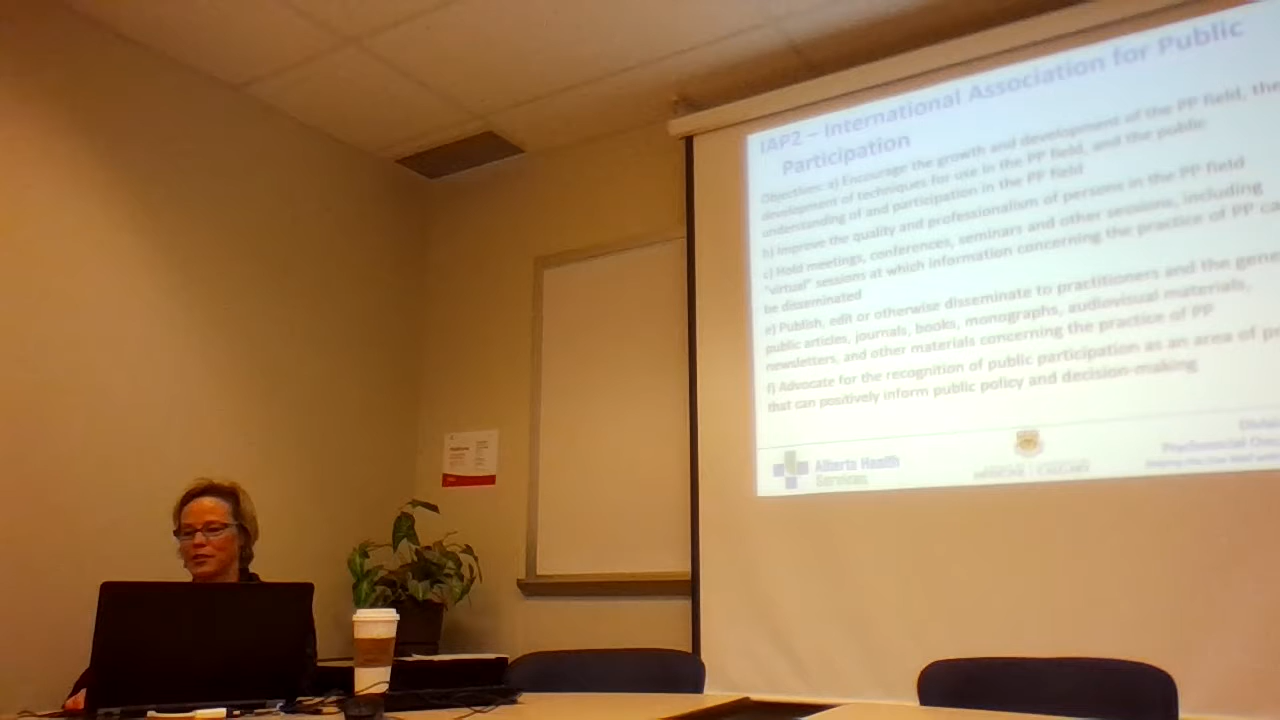 IAP2 – International Association for Public
Participation
Objectives: a) Encourage the growth and development of the PP field, the
development of techniques for use in the PP field, and the public
understanding of and participation in the PP field
b) Improve the quality and professionalism of persons in the PP field
c) Hold meetings, conferences, seminars and other sessions, including
"virtual" sessions at which information concerning the practice of PP ca
be disseminated
e) Publish, edit or otherwise disseminate to practitioners and the gene
public articles, journals, books, monographs, audiovisual materials,
newsletters, and other materials concerning the practice of PP
f) Advocate for the recognition of public participation as an area of p
that can positively inform public policy and decision-making
Alberta Health
Services